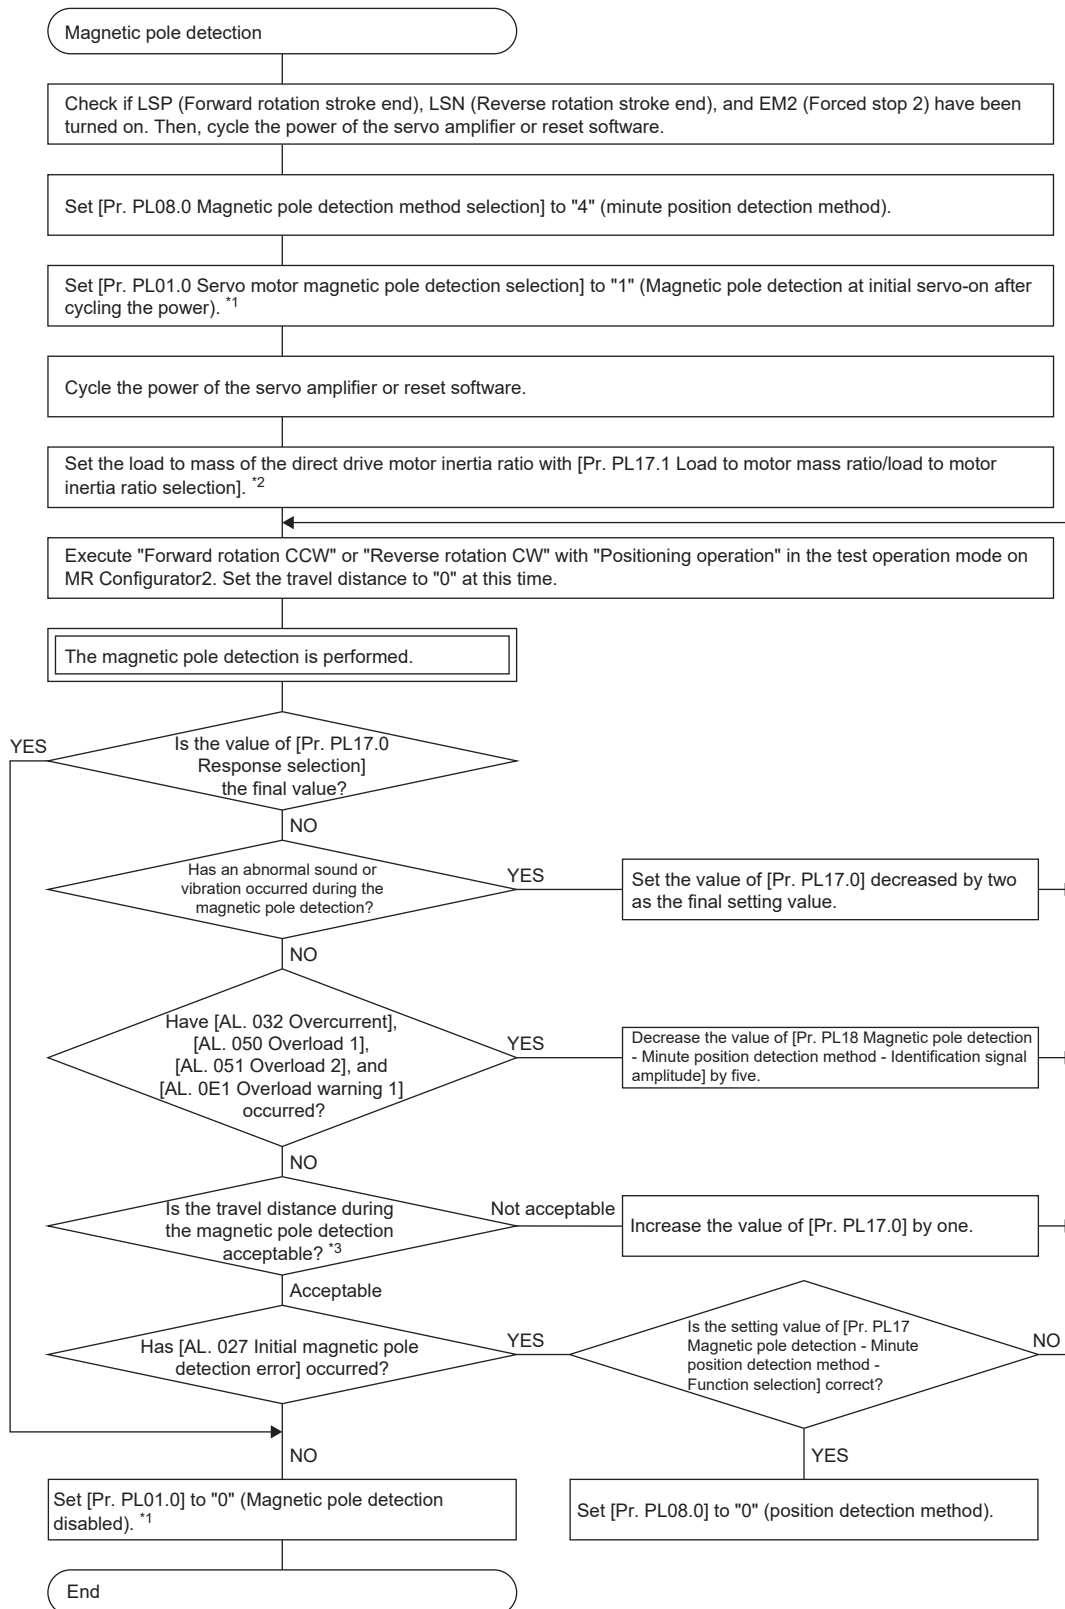 Magnetic pole detection
Check if LSP (Forward rotation stroke end), LSN (Reverse rotation stroke end), and EM2 (Forced stop 2) have been
turned on. Then, cycle the power of the servo amplifier or reset software.
Set [Pr. PL08.0 Magnetic pole detection method selection] to "4" (minute position detection method).
Set [Pr. PL01.0 Servo motor magnetic pole detection selection] to "1" (Magnetic pole detection at initial servo-on after
cycling the power). *1
Cycle the power of the servo amplifier or reset software.
Set the load to mass of the direct drive motor inertia ratio with [Pr. PL17.1 Load to motor mass ratio/load to motor
inertia ratio selection]. *2
Execute "Forward rotation CCW" or "Reverse rotation CW" with "Positioning operation" in the test operation mode on
MR Configurator2. Set the travel distance to "0" at this time.
The magnetic pole detection is performed.
YES
Is the value of [Pr. PL17.0
Response selection]
the final value?
NO
Has an abnormal sound or
vibration occurred during the
magnetic pole detection?
YES
Set the value of [Pr. PL17.0] decreased by two
as the final setting value.
NO
Have [AL. 032 Overcurrent],
[AL. 050 Overload 1],
[AL. 051 Overload 2], and
[AL. 0E1 Overload warning 1]
occurred?
YES
Decrease the value of [Pr. PL18 Magnetic pole detection
- Minute position detection method - Identification signal
amplitude] by five.
NO
Is the travel distance during
the magnetic pole detection
acceptable? *3
Not acceptable
Increase the value of [Pr. PL17.0] by one.
Acceptable
Has [AL. 027 Initial magnetic pole
detection error] occurred?
YES
Is the setting value of [Pr. PL17
Magnetic pole detection - Minute
position detection method -
Function selection] correct?
NO
NO
YES
Set [Pr. PL01.0] to "0" (Magnetic pole detection
disabled). *1
Set [Pr. PL08.0] to "0" (position detection method).
End